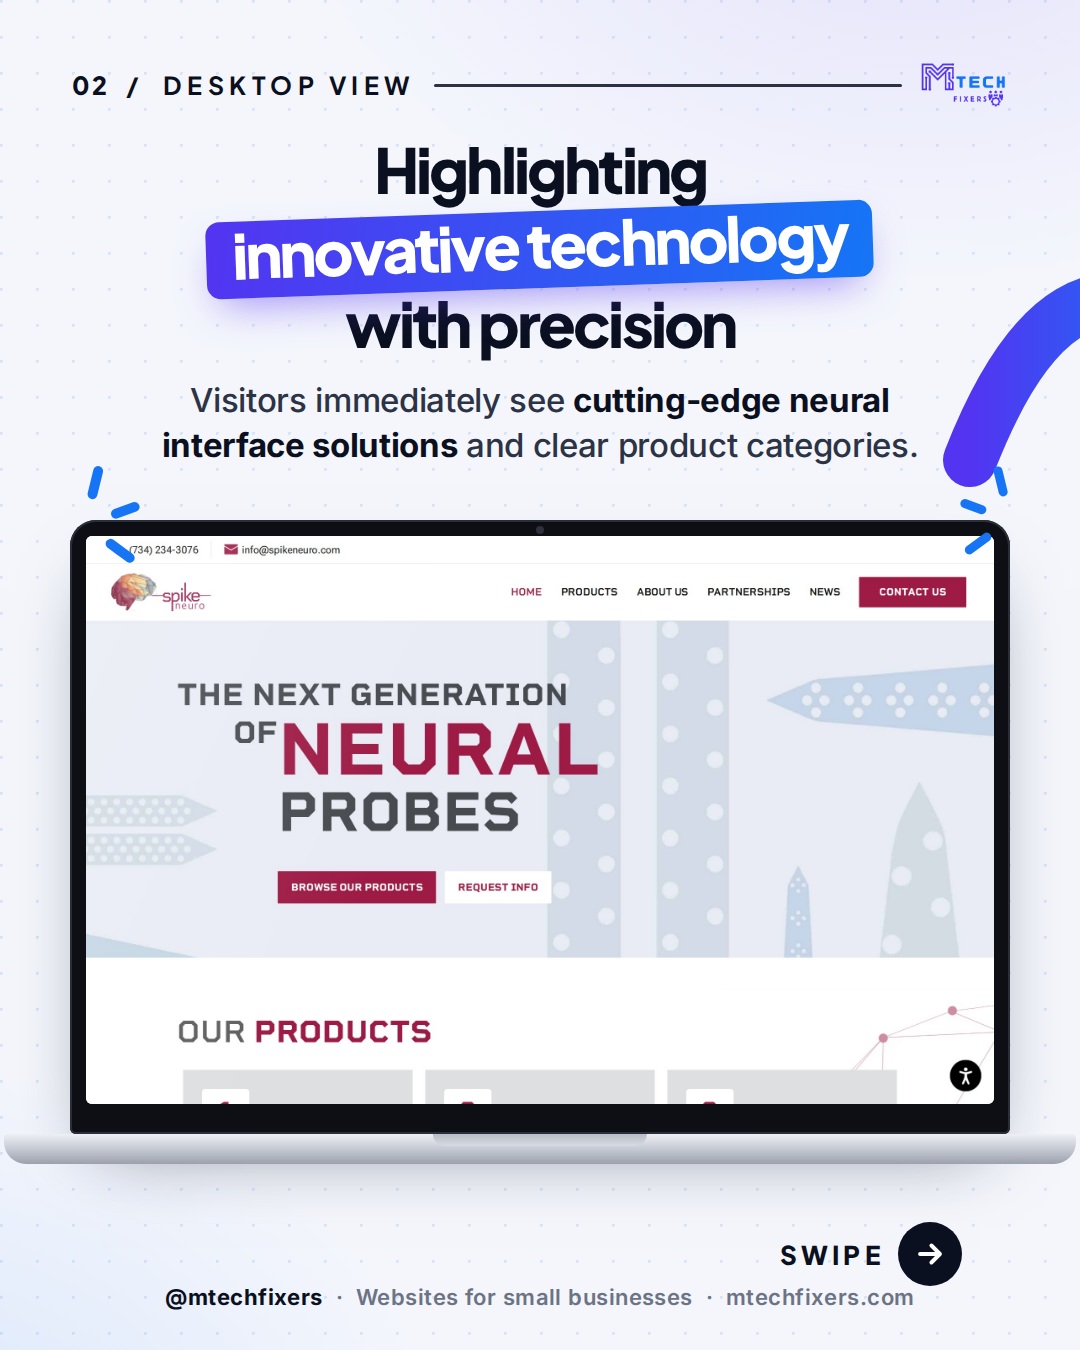 02 / DESKTOP VIEW
MTECH
FIXERS
Highlighting
innovative technology
with precision
Visitors immediately see cutting-edge neural
interface solutions and clear product categories.
(734) 234-3076 info@spikeneuro.com
spike
neuro
HOME PRODUCTS ABOUT US PARTNERSHIPS NEWS CONTACT US
THE NEXT GENERATION
OF NEURAL
PROBES
BROWSE OUR PRODUCTS REQUEST INFO
OUR PRODUCTS
SWIPE
@mtechfixers · Websites for small businesses · mtechfixers.com